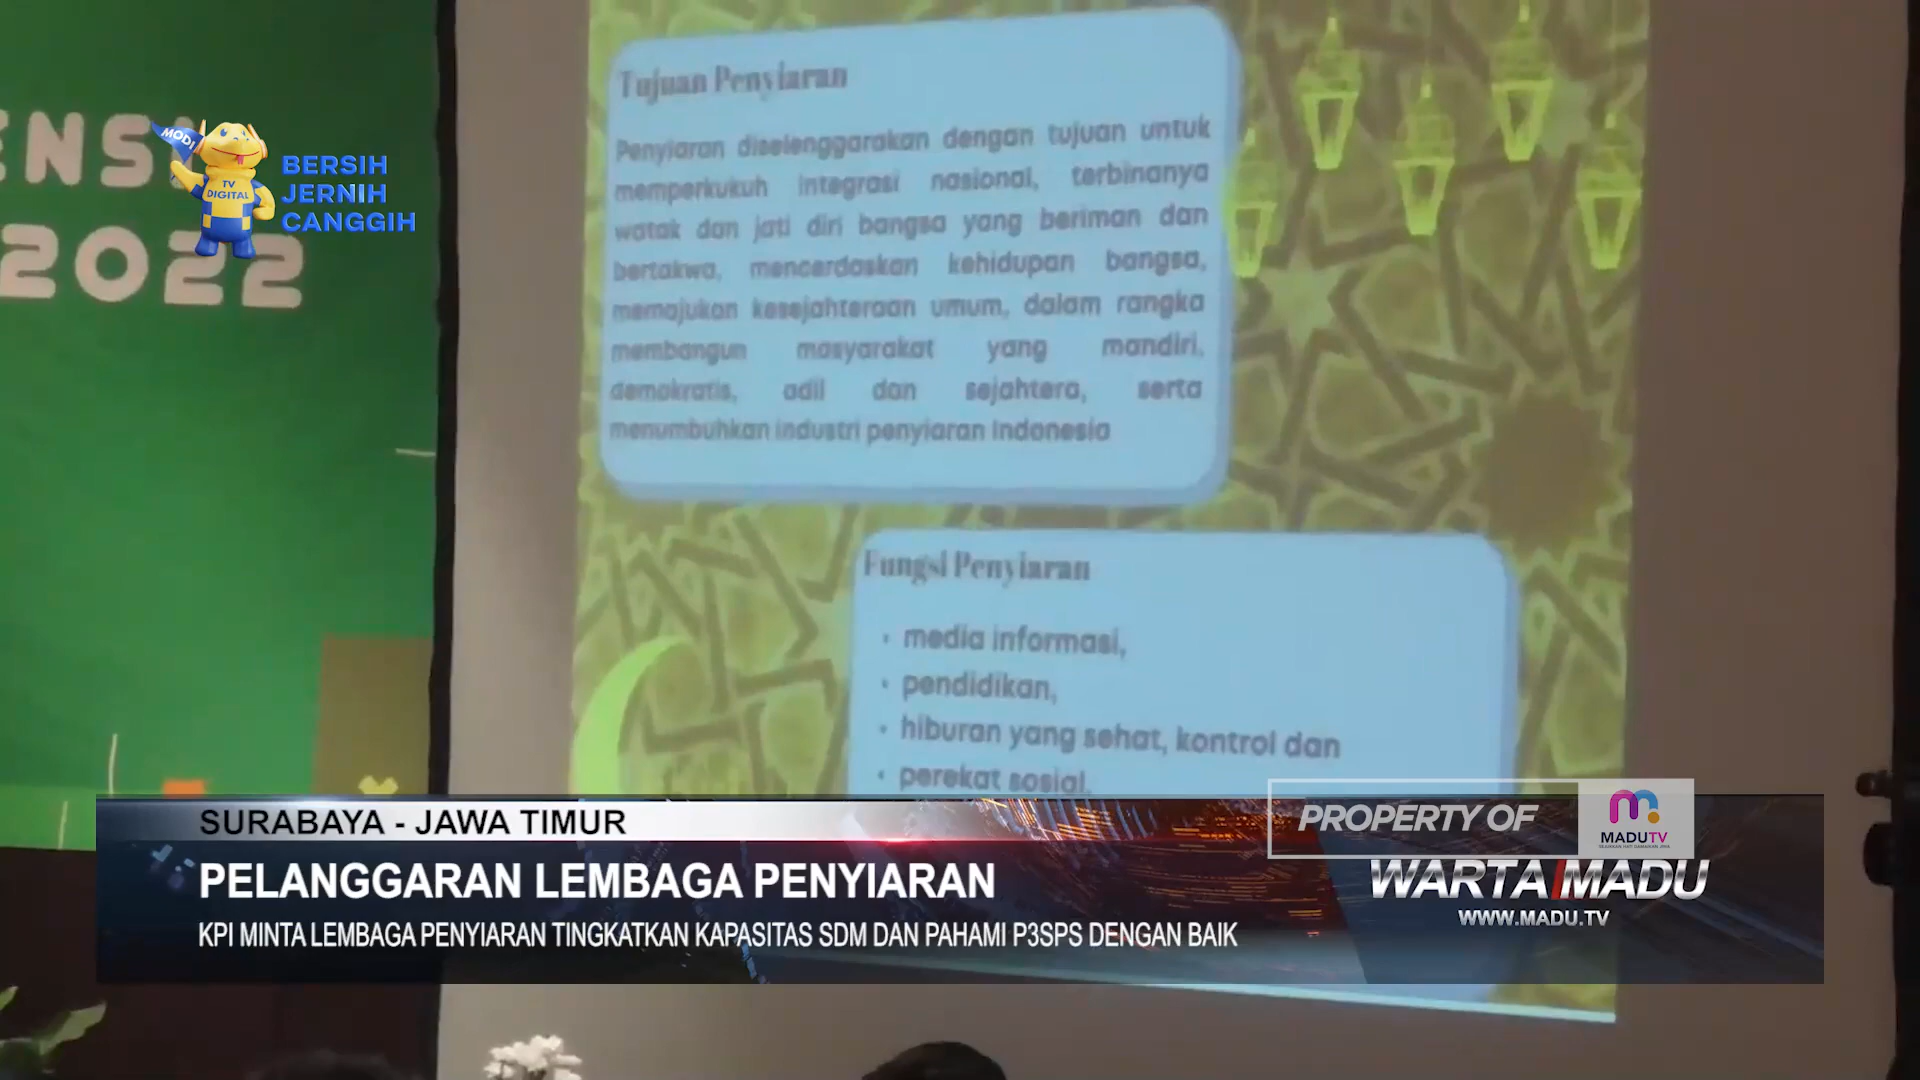 ENSI
2022
MODI
TV
DIGITAL
BERSIH
JERNIH
CANGGIH
Tujuan Penyiaran
Penyiaran diselenggarakan dengan tujuan untuk
memperkukuh integrasi nasional, terbinanya
watak dan jati diri bangsa yang beriman dan
bertakwa, mencerdaskan kehidupan bangsa,
memajukan kesejahteraan umum, dalam rangka
membangun masyarakat yang mandiri,
demokratis, adil dan sejahtera, serta
menumbuhkan industri penyiaran Indonesia
Fungsi Penyiaran
• media informasi,
• pendidikan,
• hiburan yang sehat, kontrol dan
• perekat sosial.
SURABAYA - JAWA TIMUR
PELANGGARAN LEMBAGA PENYIARAN
KPI MINTA LEMBAGA PENYIARAN TINGKATKAN KAPASITAS SDM DAN PAHAMI P3SPS DENGAN BAIK
PROPERTY OF
MADUTV
WARTA MADU
WWW.MADU.TV